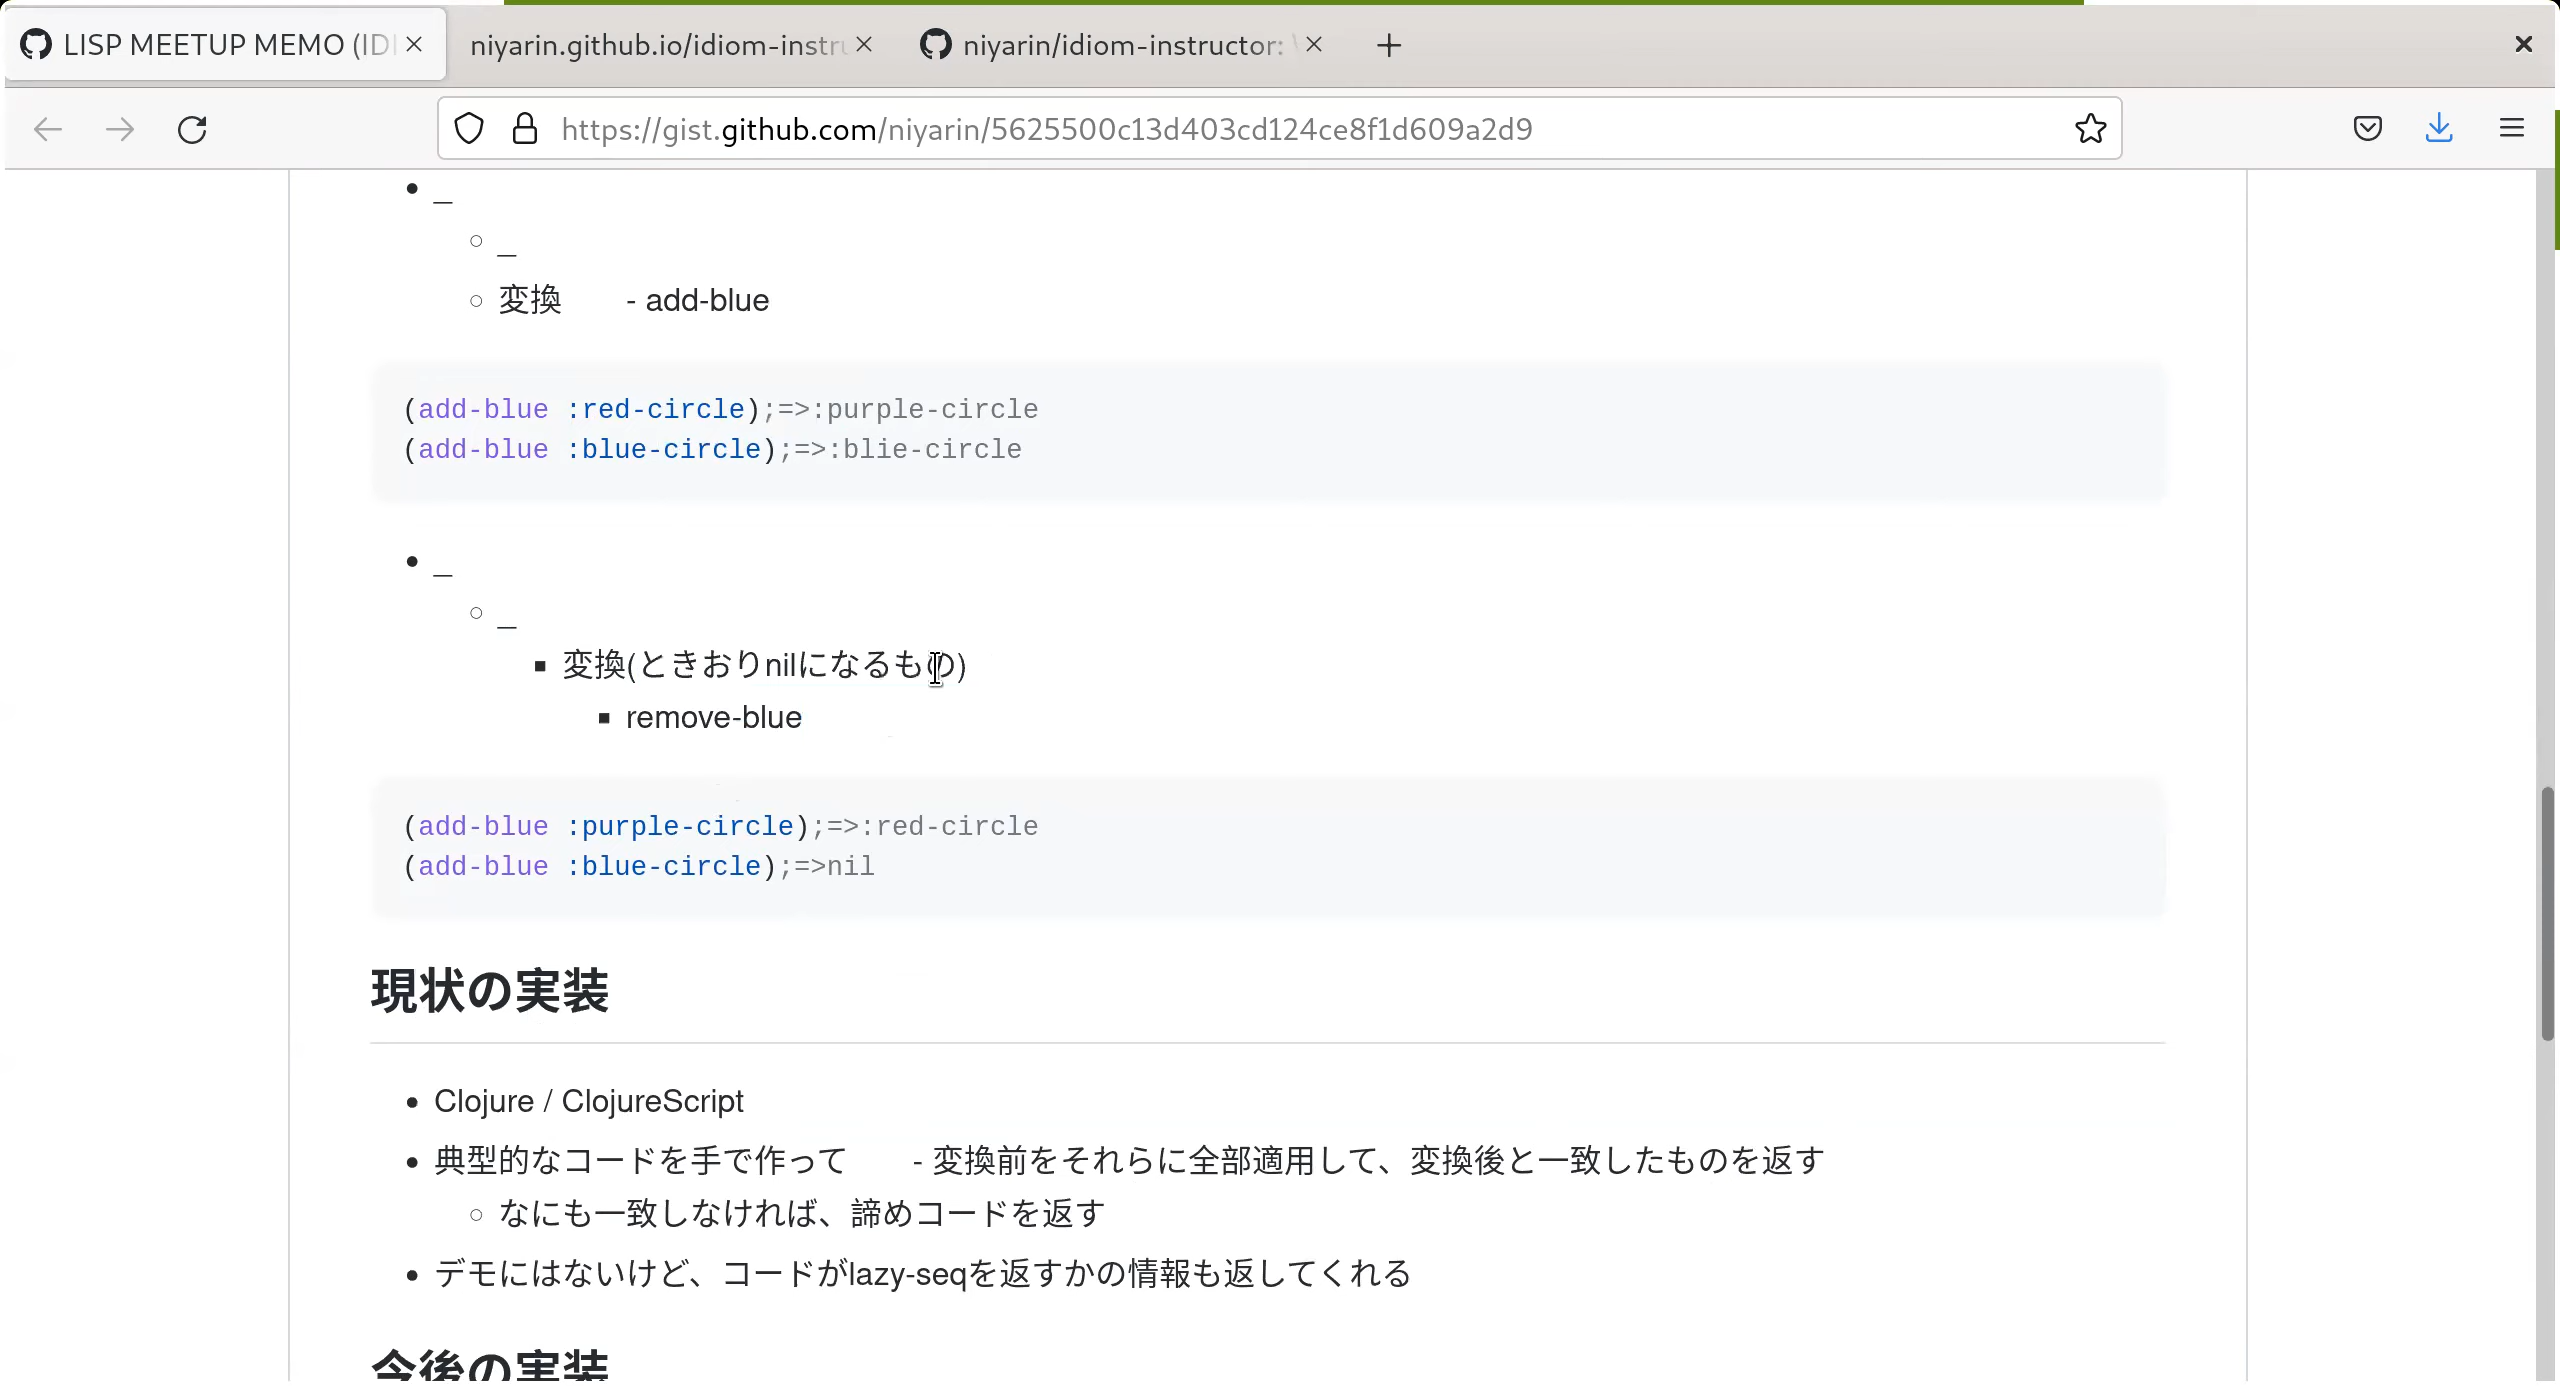 LISP MEETUP MEMO (ID
niyarin.github.io/idiom-instru
niyarin/idiom-instructor:
https://gist.github.com/niyarin/5625500c13d403cd124ce8f1d609a2d9
_
_
変換 - add-blue
(add-blue :red-circle);=>:purple-circle
(add-blue :blue-circle);=>:blie-circle
_
_
変換(ときおりnilになるもの)
remove-blue
(add-blue :purple-circle);=>:red-circle
(add-blue :blue-circle);=>nil
現状の実装
Clojure / ClojureScript
典型的なコードを手で作って - 変換前をそれらに全部適用して、変換後と一致したものを返す
なにも一致しなければ、諦めコードを返す
デモにはないけど、コードがlazy-seqを返すかの情報も返してくれる
今後の実装